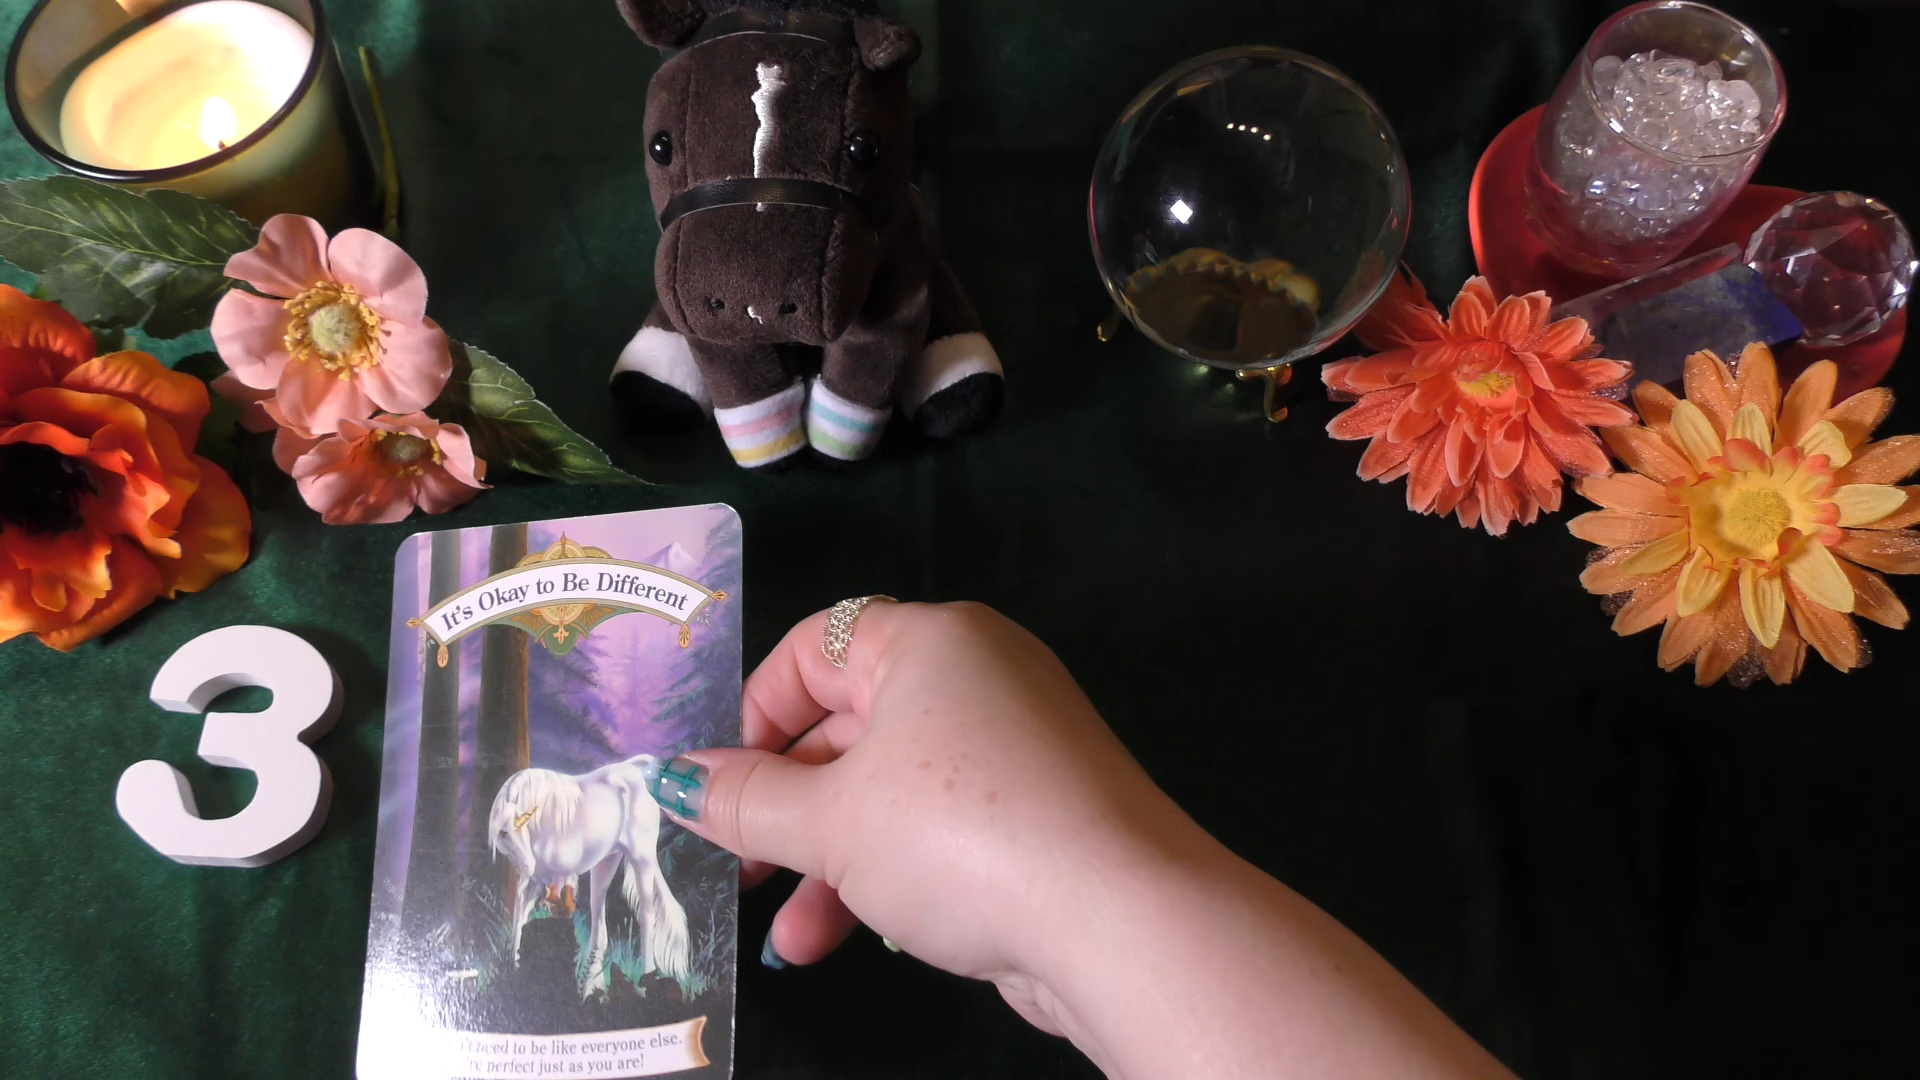 It's Okay to Be Different
3
need to be like everyone else.
perfect just as you are!